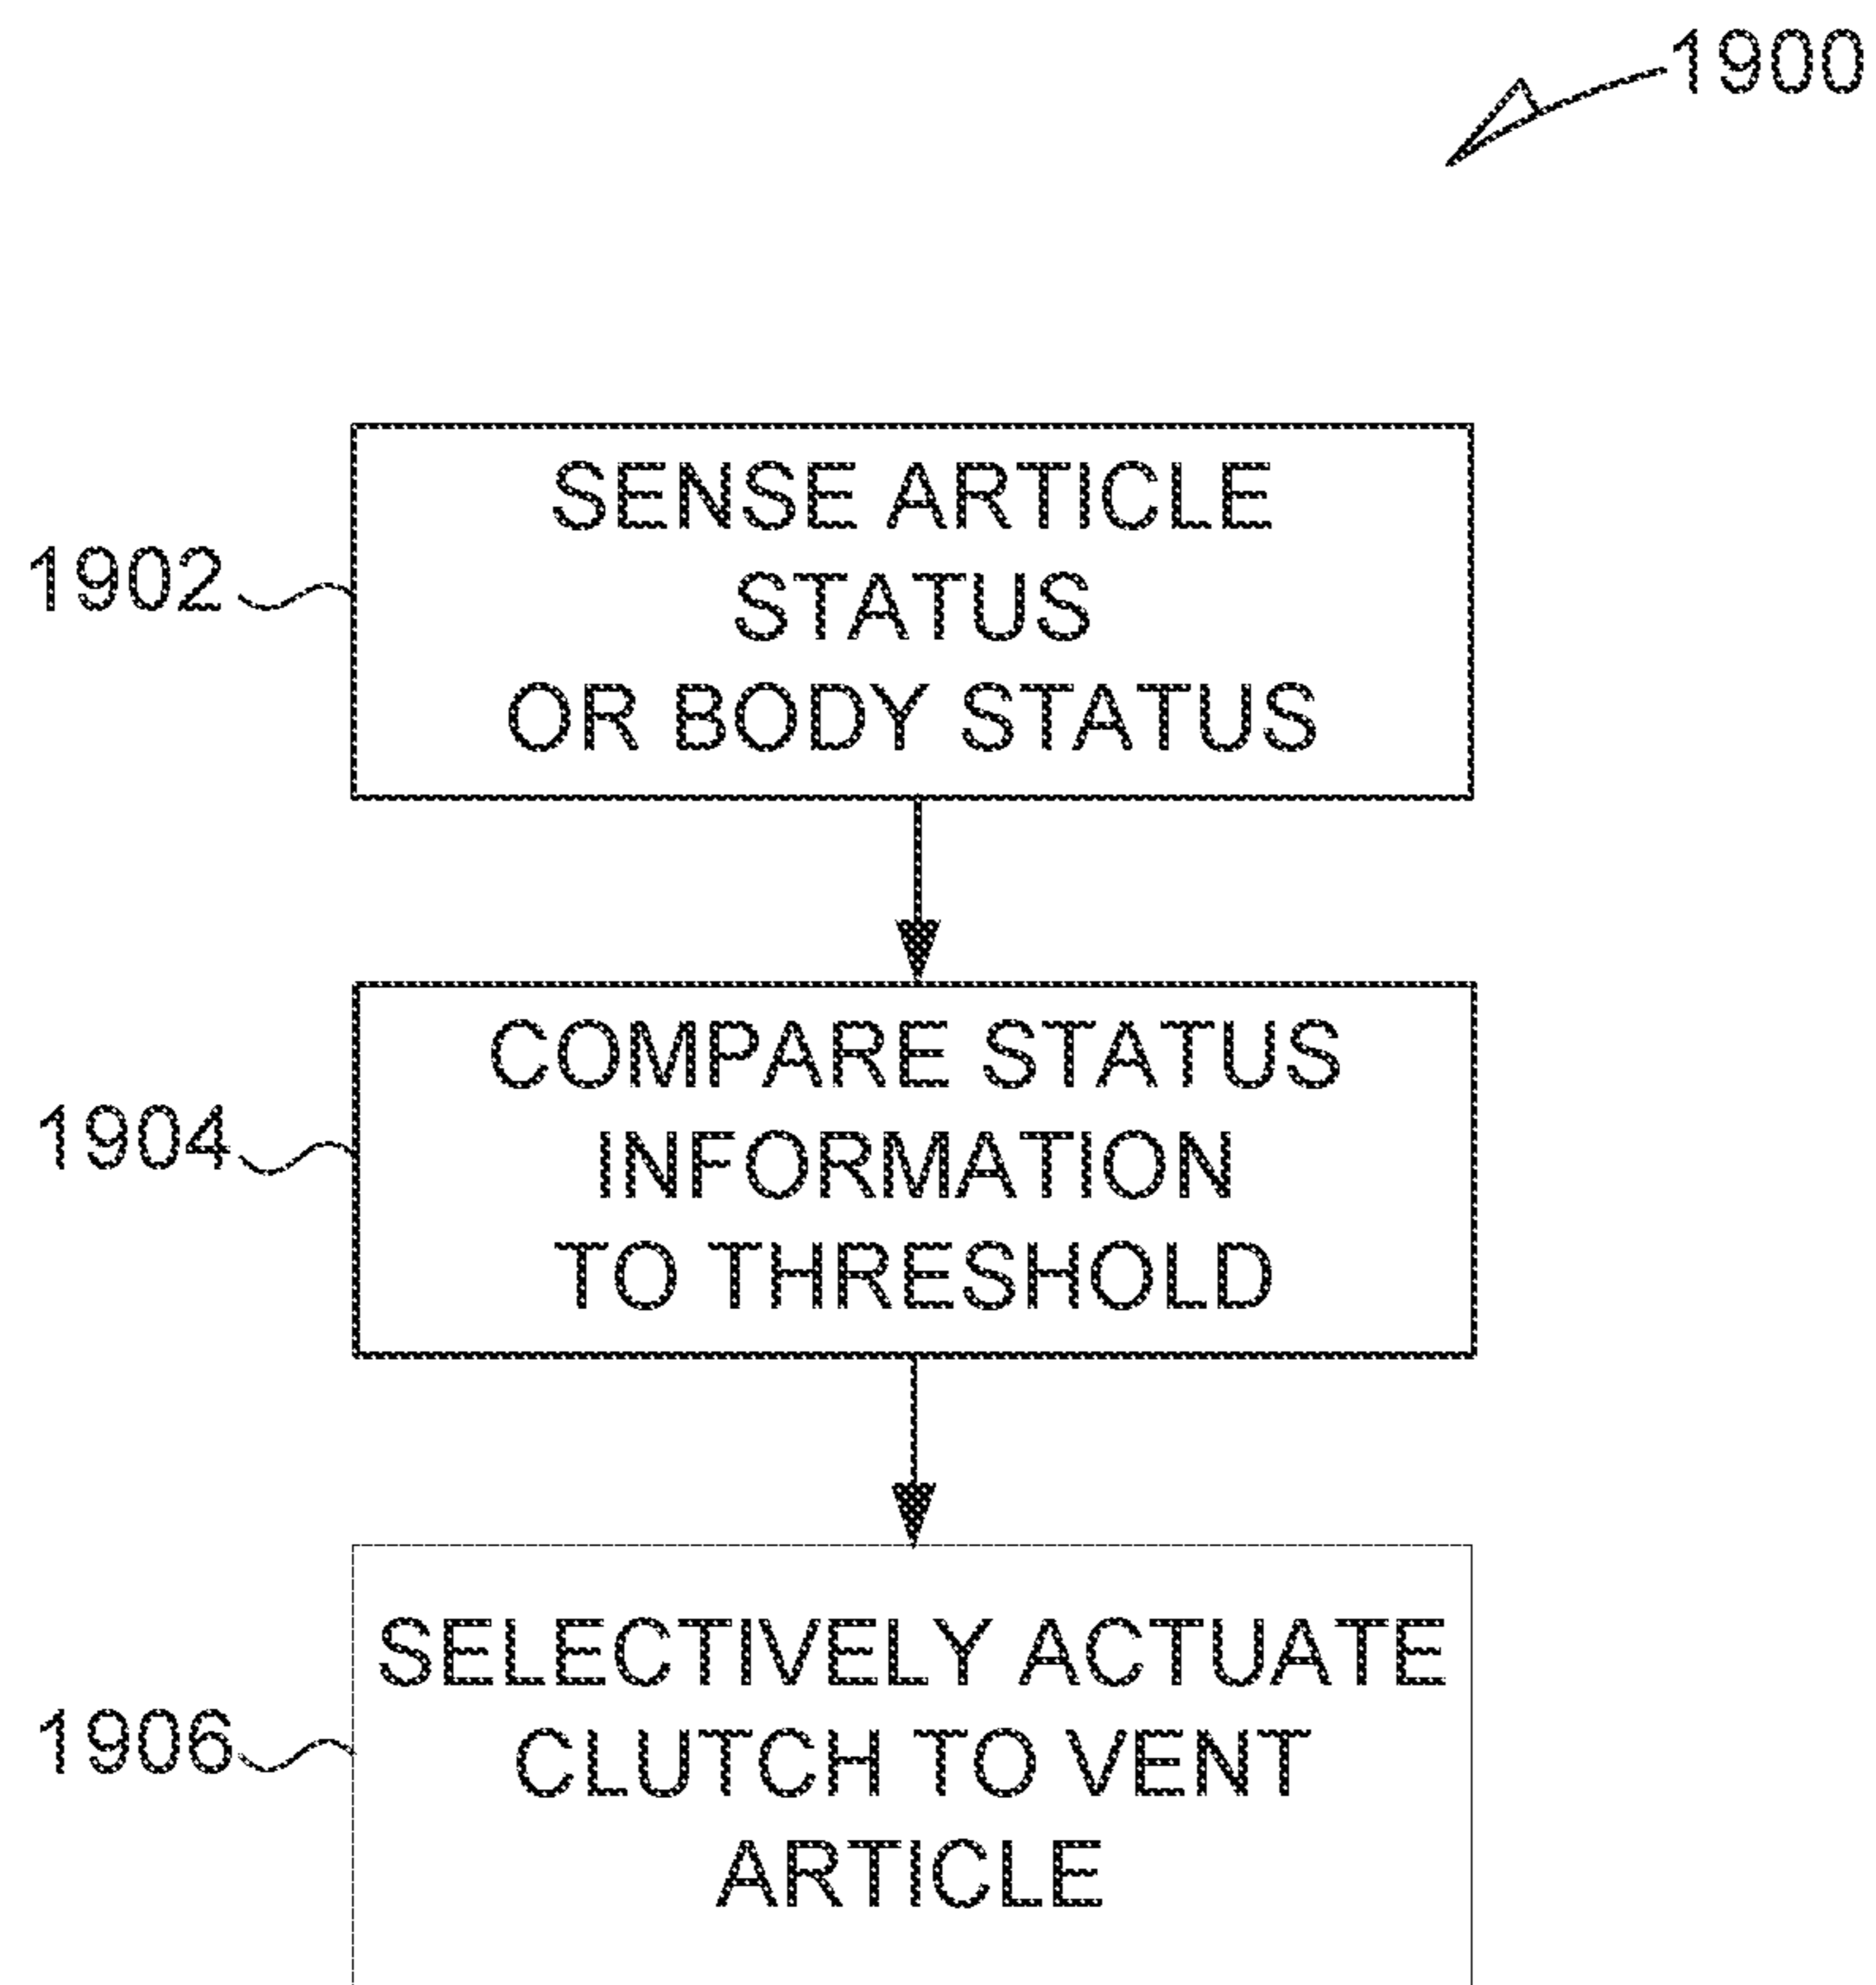 1900
1902
SENSE ARTICLE
STATUS
OR BODY STATUS
1904
COMPARE STATUS
INFORMATION
TO THRESHOLD
1906
SELECTIVELY ACTUATE
CLUTCH TO VENT
ARTICLE